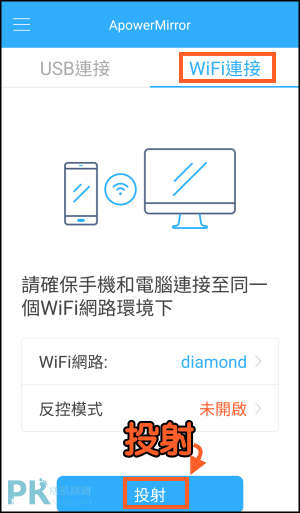 ApowerMirror
USB連接
WiFi連接
請確保手機和電腦連接至同一
個WiFi網路環境下
WiFi網路:
diamond
反控模式
未開啟
投射
投射
PK